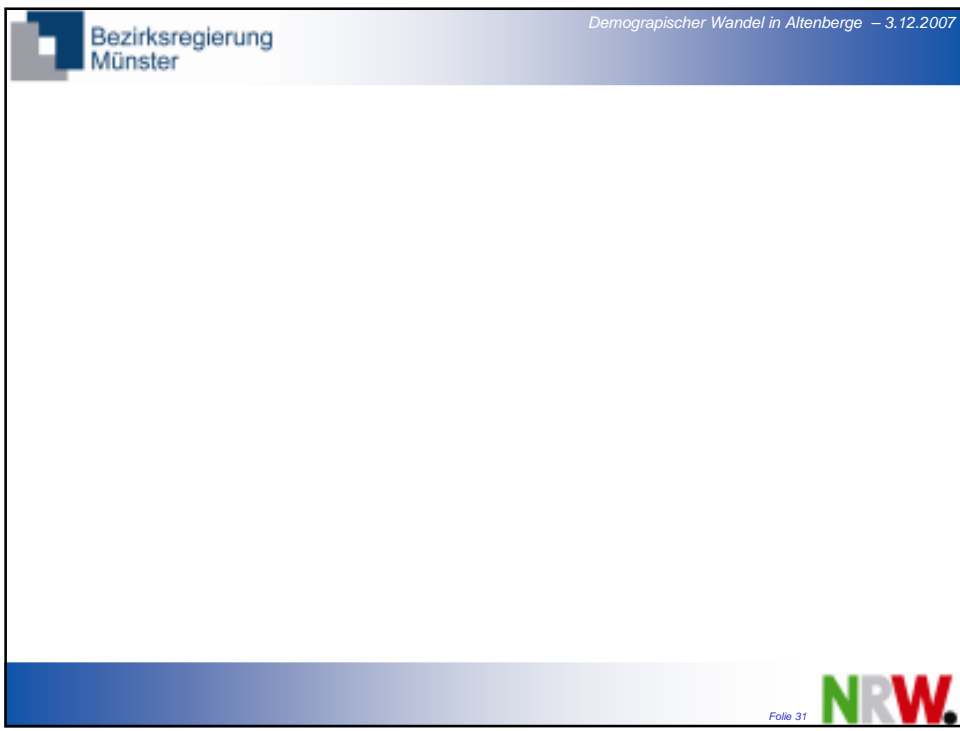 Bezirksregierung
Münster
Demograpischer Wandel in Altenberge – 3.12.2007
Folie 31
NRW.